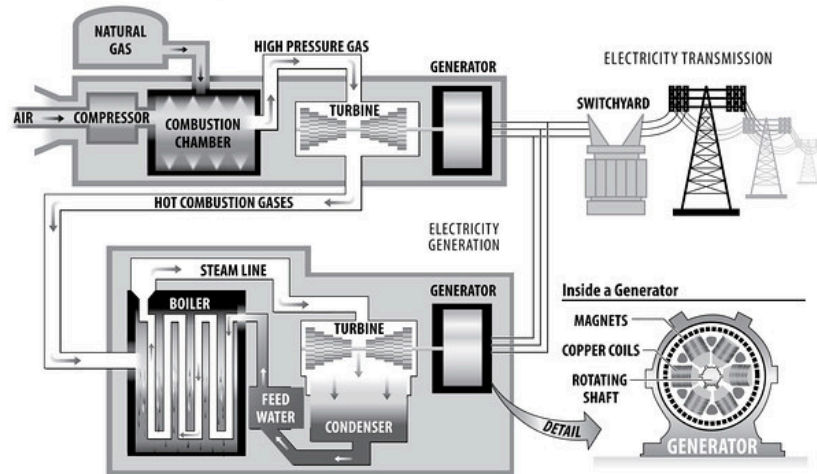 NATURAL
GAS
HIGH PRESSURE GAS
GENERATOR
ELECTRICITY TRANSMISSION
SWITCHYARD
AIR
COMPRESSOR
COMBUSTION
CHAMBER
TURBINE
HOT COMBUSTION GASES
ELECTRICITY
GENERATION
STEAM LINE
BOILER
TURBINE
GENERATOR
FEED
WATER
CONDENSER
DETAIL
Inside a Generator
MAGNETS
COPPER COILS
ROTATING
SHAFT
GENERATOR